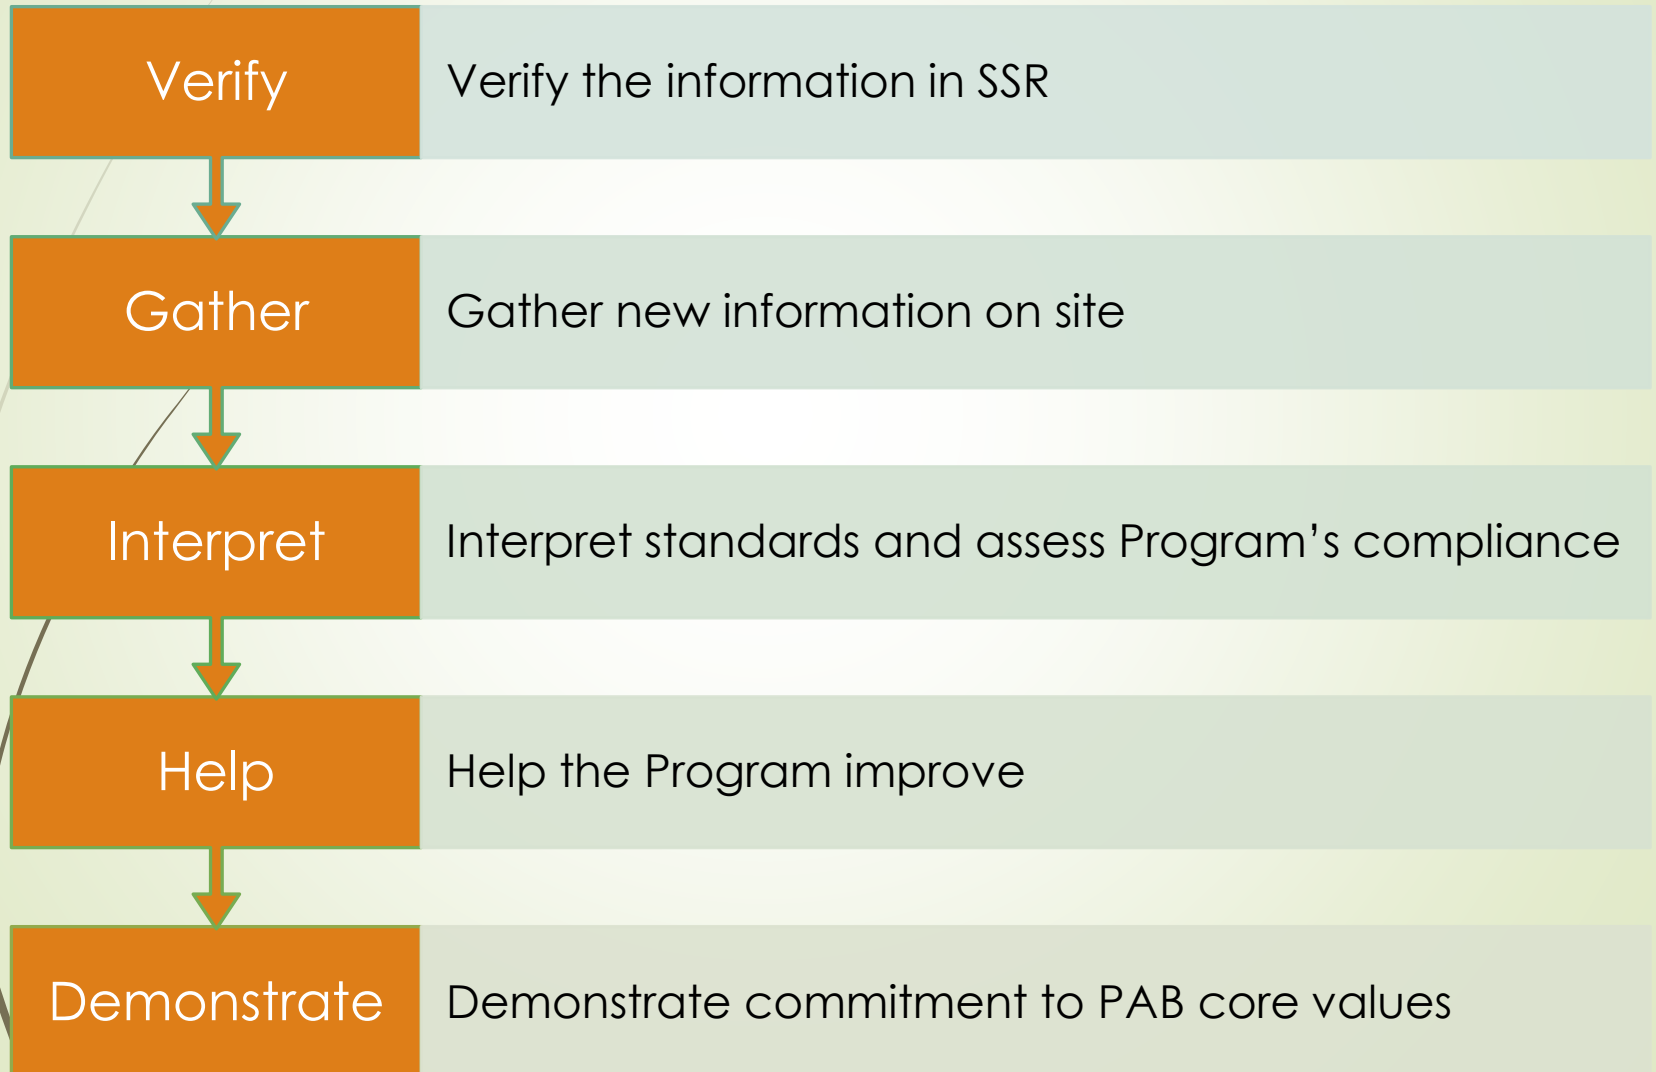 Verify
Verify the information in SSR
Gather
Gather new information on site
Interpret
Interpret standards and assess Program’s compliance
Help
Help the Program improve
Demonstrate
Demonstrate commitment to PAB core values